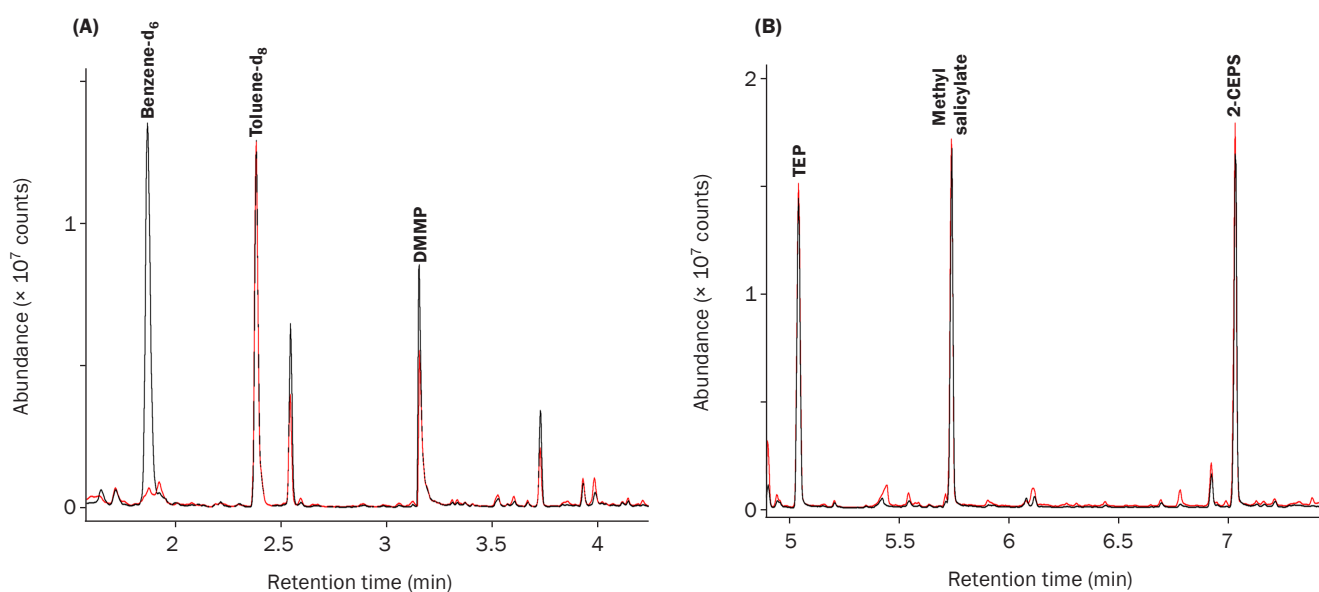 (A)
Benzene-d6
Toluene-d8
DMMP
1
0
2
2.5
3
3.5
4
Abundance (× 10⁷ counts)
Retention time (min)
(B)
TEP
Methyl
salicylate
2-CEPS
2
1
0
5
5.5
6
6.5
7
Abundance (× 10⁷ counts)
Retention time (min)